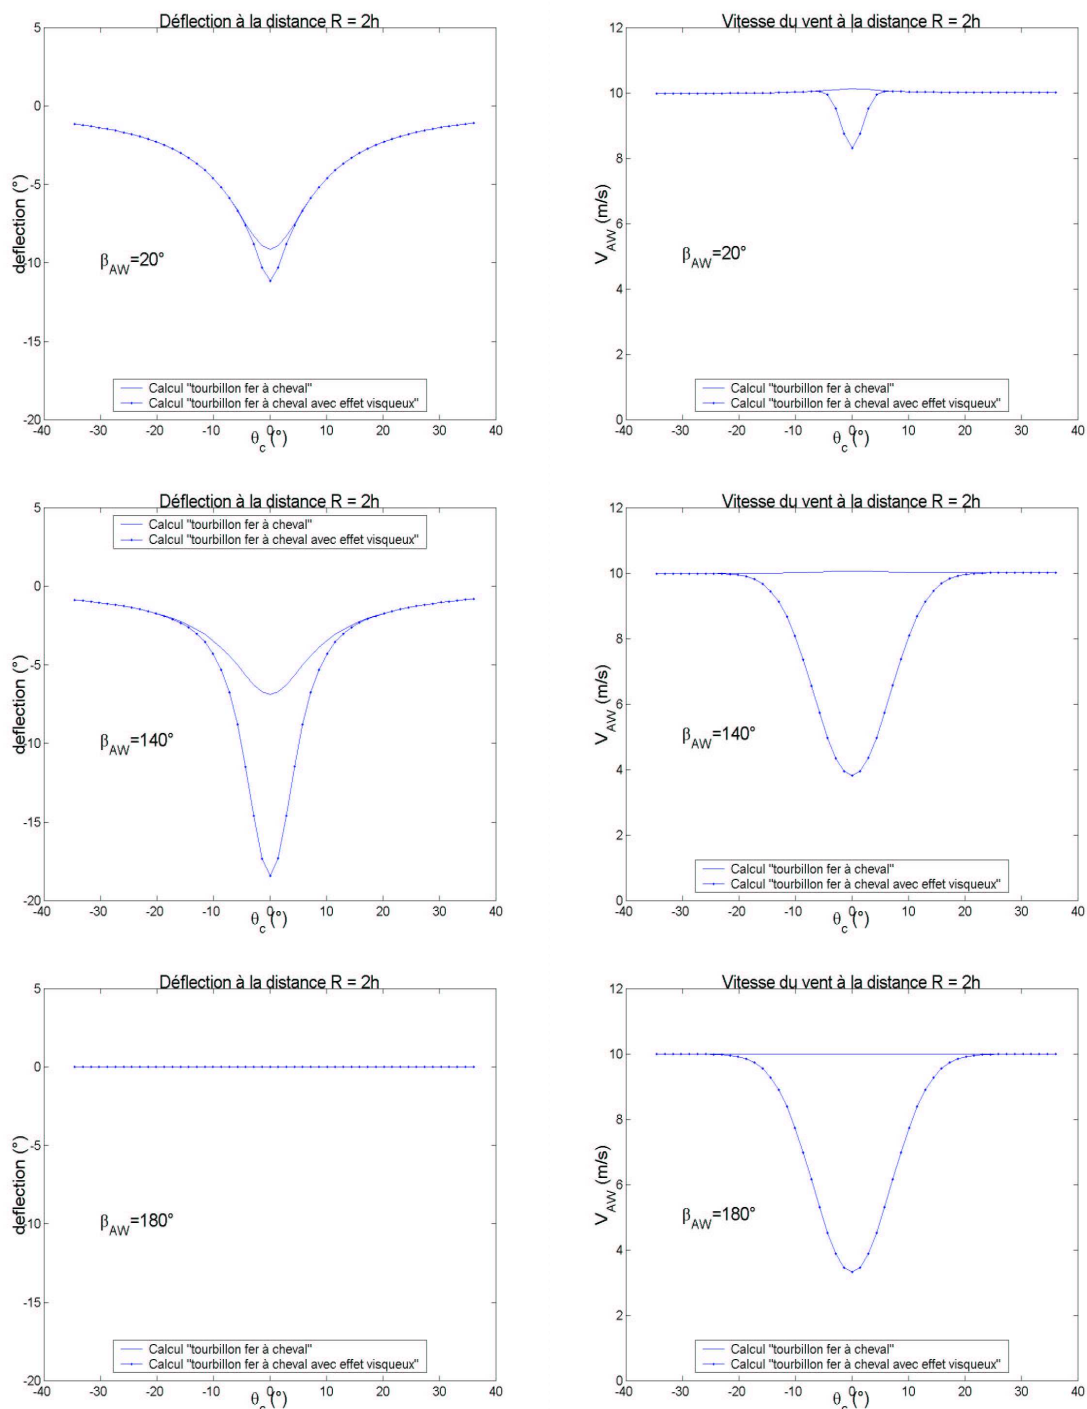 Déflection à la distance R = 2h
5
0
-5
-10
-15
-20
deflection (°)
β_AW=20°
Calcul "tourbillon fer à cheval"
Calcul "tourbillon fer à cheval avec effet visqueux"
-40 -30 -20 -10 0 10 20 30 40
θ_c (°)
Vitesse du vent à la distance R = 2h
12
10
8
6
4
2
0
V_AW (m/s)
β_AW=20°
Calcul "tourbillon fer à cheval"
Calcul "tourbillon fer à cheval avec effet visqueux"
-40 -30 -20 -10 0 10 20 30 40
θ_c (°)
Déflection à la distance R = 2h
Calcul "tourbillon fer à cheval"
Calcul "tourbillon fer à cheval avec effet visqueux"
5
0
-5
-10
-15
-20
deflection (°)
β_AW=140°
-40 -30 -20 -10 0 10 20 30 40
θ_c (°)
Vitesse du vent à la distance R = 2h
12
10
8
6
4
2
0
V_AW (m/s)
β_AW=140°
Calcul "tourbillon fer à cheval"
Calcul "tourbillon fer à cheval avec effet visqueux"
-40 -30 -20 -10 0 10 20 30 40
θ_c (°)
Déflection à la distance R = 2h
5
0
-5
-10
-15
-20
deflection (°)
β_AW=180°
Calcul "tourbillon fer à cheval"
Calcul "tourbillon fer à cheval avec effet visqueux"
-40 -30 -20 -10 0 10 20 30 40
θ_c (°)
Vitesse du vent à la distance R = 2h
12
10
8
6
4
2
0
V_AW (m/s)
β_AW=180°
Calcul "tourbillon fer à cheval"
Calcul "tourbillon fer à cheval avec effet visqueux"
-40 -30 -20 -10 0 10 20 30 40
θ_c (°)